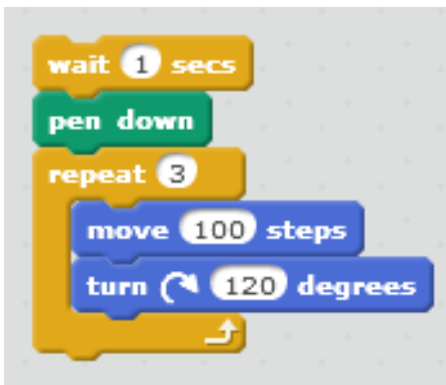 wait 1 secs
pen down
repeat 3
move 100 steps
turn 120 degrees